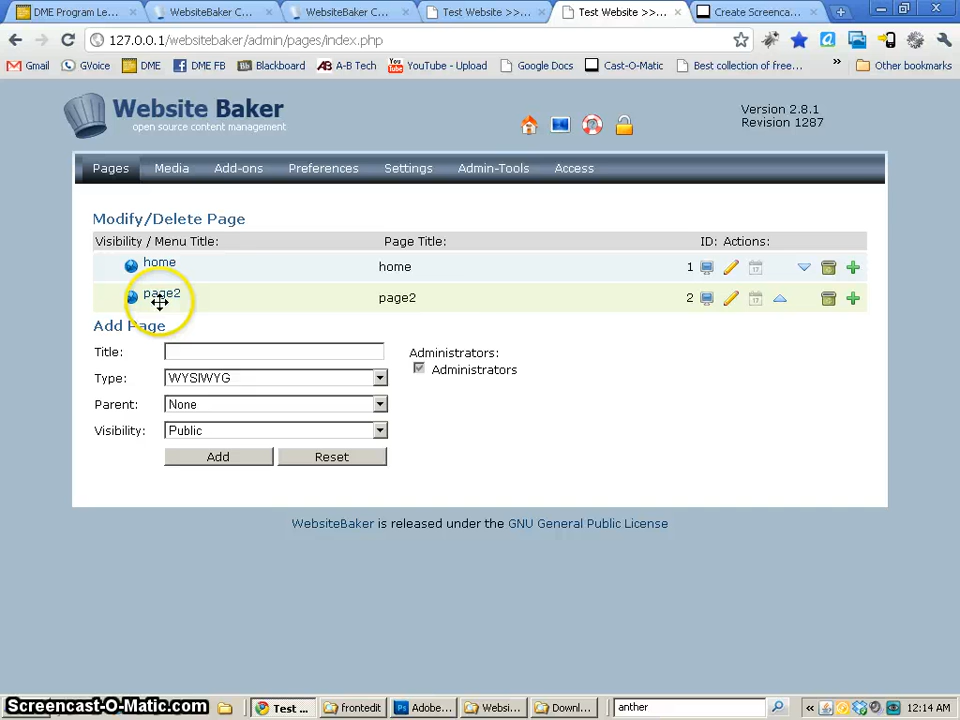 DME Program Le...
WebsiteBaker C...
WebsiteBaker C...
Test Website >>...
Test Website >>...
Create Screenca...
127.0.0.1/websitebaker/admin/pages/index.php
Gmail
GVoice
DME
DME FB
Blackboard
A-B Tech
YouTube - Upload
Google Docs
Cast-O-Matic
Best collection of free...
»
Other bookmarks
Website Baker
open source content management
Version 2.8.1
Revision 1287
Pages
Media
Add-ons
Preferences
Settings
Admin-Tools
Access
Modify/Delete Page
Visibility / Menu Title:
Page Title:
ID:
Actions:
home
home
1
page2
page2
2
Add Page
Title:
Administrators:
Administrators
Type:
WYSIWYG
Parent:
None
Visibility:
Public
Add
Reset
WebsiteBaker is released under the GNU General Public License
Screencast-O-Matic.com
Test ...
frontedit
Adobe...
Websi...
Downl...
anther
«
12:14 AM